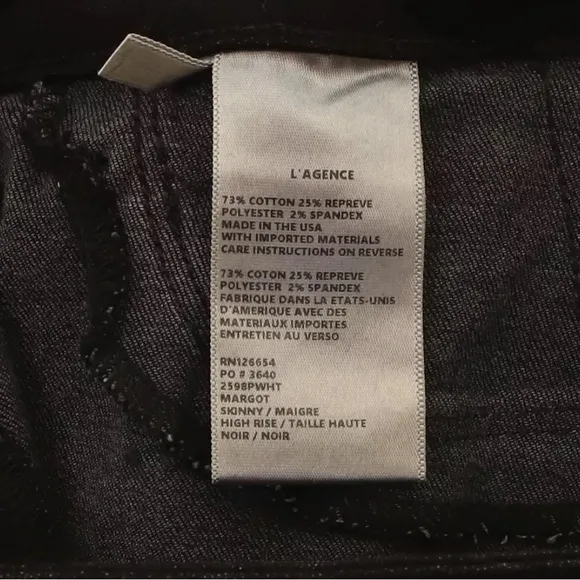 L'AGENCE
73% COTTON 25% REPREVE
POLYESTER 2% SPANDEX
MADE IN THE USA
WITH IMPORTED MATERIALS
CARE INSTRUCTIONS ON REVERSE
73% COTON 25% REPREVE
POLYESTER 2% SPANDEX
FABRIQUE DANS LA ETATS-UNIS
D'AMERIQUE AVEC DES
MATERIAUX IMPORTES
ENTRETIEN AU VERSO
RN126654
PO # 3640
2598PWHT
MARGOT
SKINNY / MAIGRE
HIGH RISE / TAILLE HAUTE
NOIR / NOIR